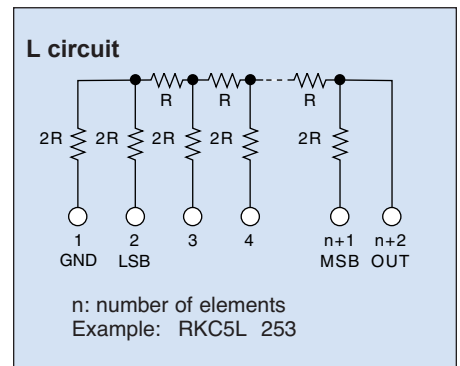 L circuit
R R R
2R 2R 2R 2R 2R
1 2 3 4 n+1 n+2
GND LSB MSB OUT
n: number of elements
Example: RKC5L 253